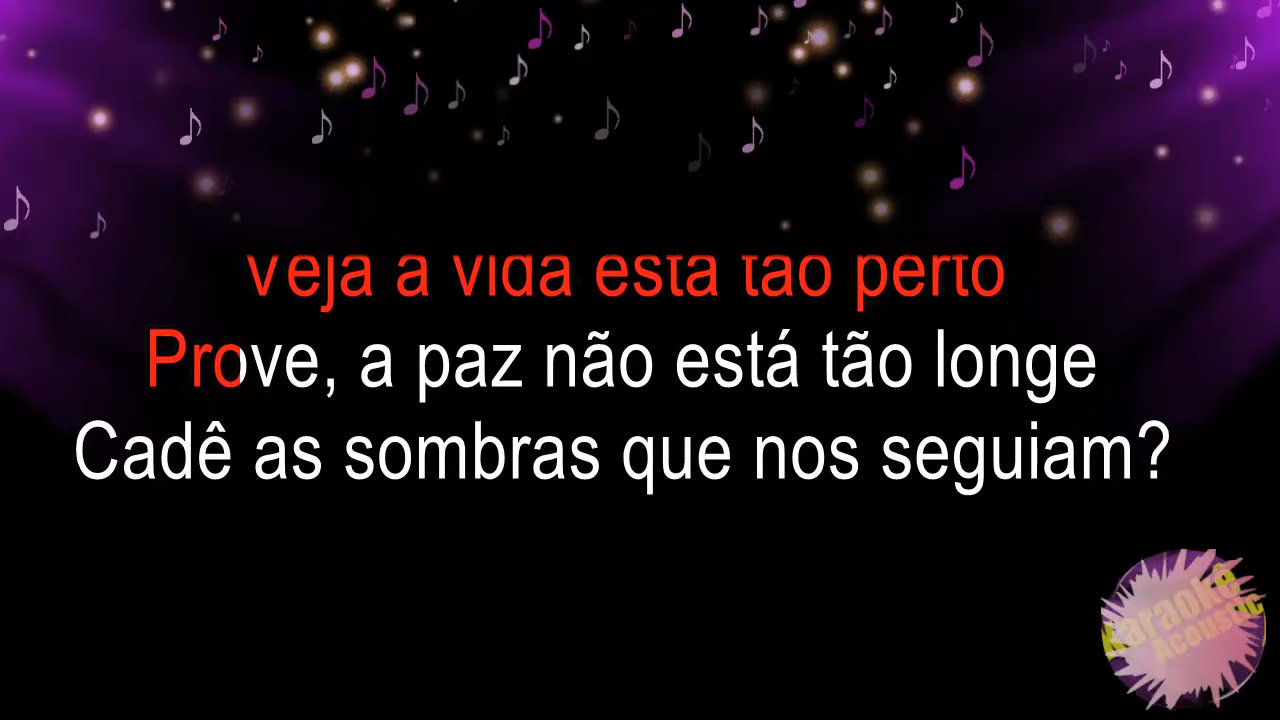 Veja a vida está tão perto
Prove, a paz não está tão longe
Cadê as sombras que nos seguiam?
Karaokê
Acoustic